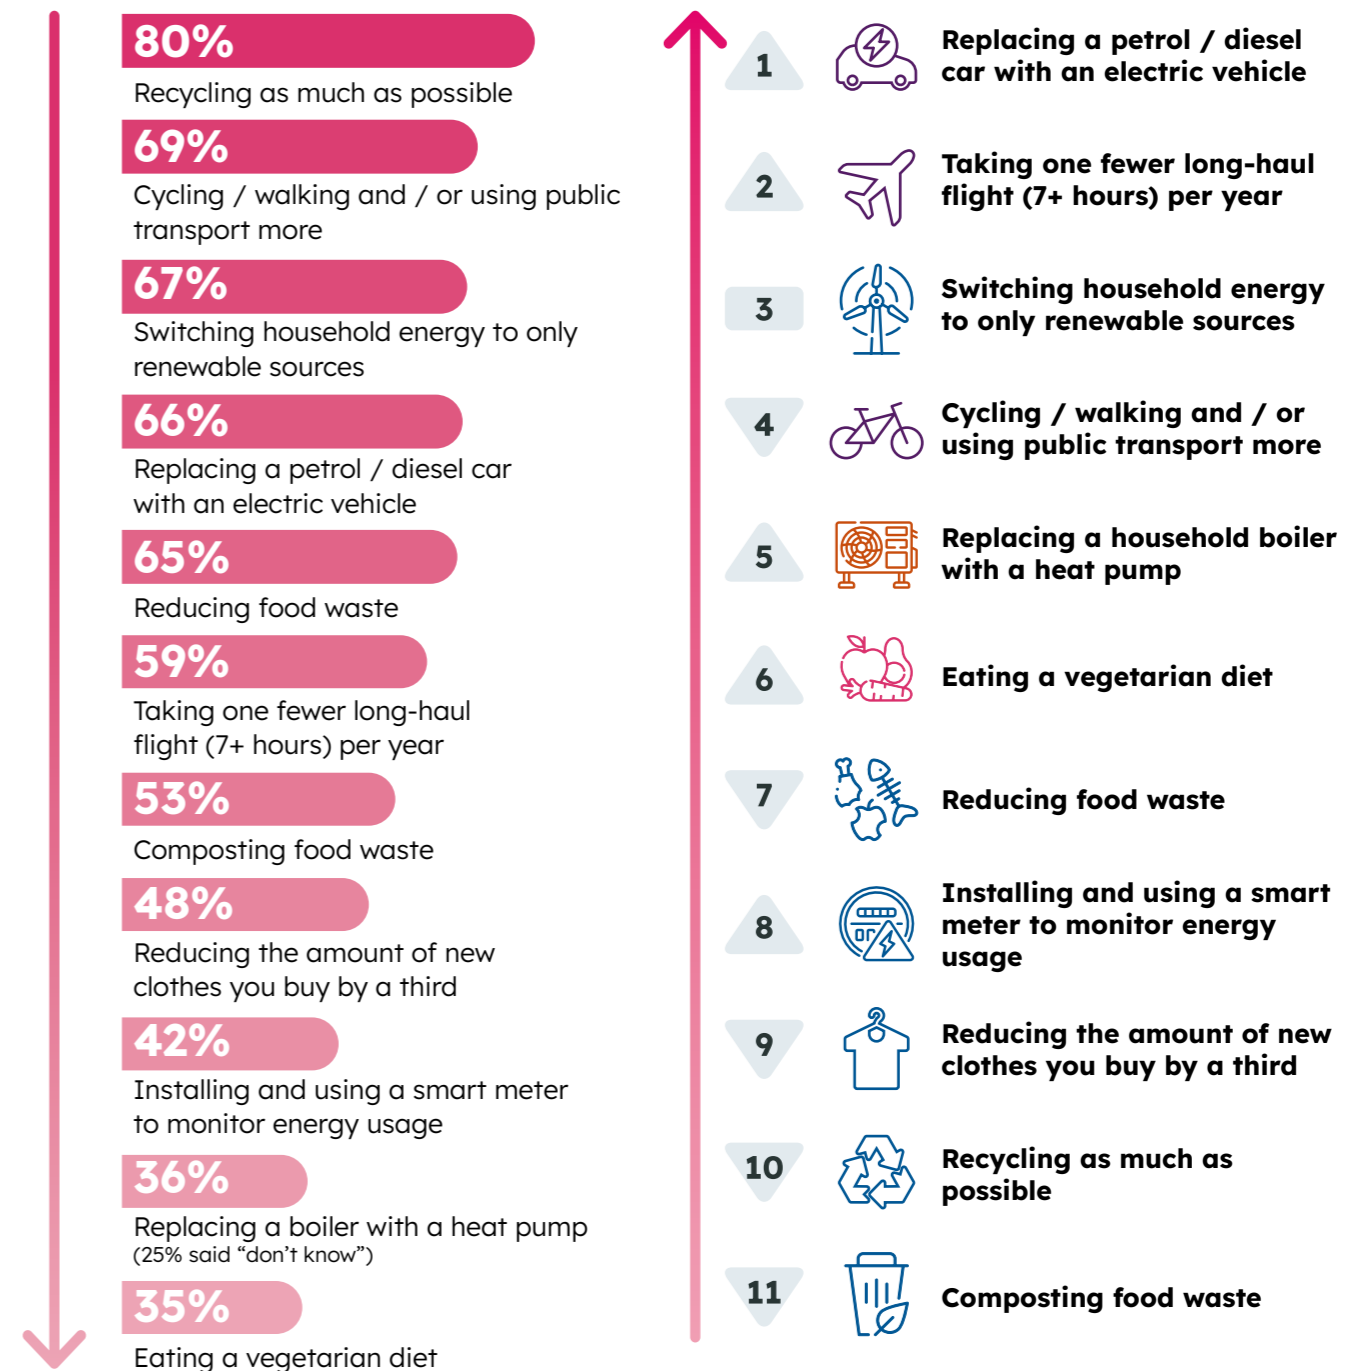 80%
Recycling as much as possible
69%
Cycling / walking and / or using public
transport more
67%
Switching household energy to only
renewable sources
66%
Replacing a petrol / diesel car
with an electric vehicle
65%
Reducing food waste
59%
Taking one fewer long-haul
flight (7+ hours) per year
53%
Composting food waste
48%
Reducing the amount of new
clothes you buy by a third
42%
Installing and using a smart meter
to monitor energy usage
36%
Replacing a boiler with a heat pump
(25% said “don’t know”)
35%
Eating a vegetarian diet
1
Replacing a petrol / diesel
car with an electric vehicle
2
Taking one fewer long-haul
flight (7+ hours) per year
3
Switching household energy
to only renewable sources
4
Cycling / walking and / or
using public transport more
5
Replacing a household boiler
with a heat pump
6
Eating a vegetarian diet
7
Reducing food waste
8
Installing and using a smart
meter to monitor energy
usage
9
Reducing the amount of new
clothes you buy by a third
10
Recycling as much as
possible
11
Composting food waste